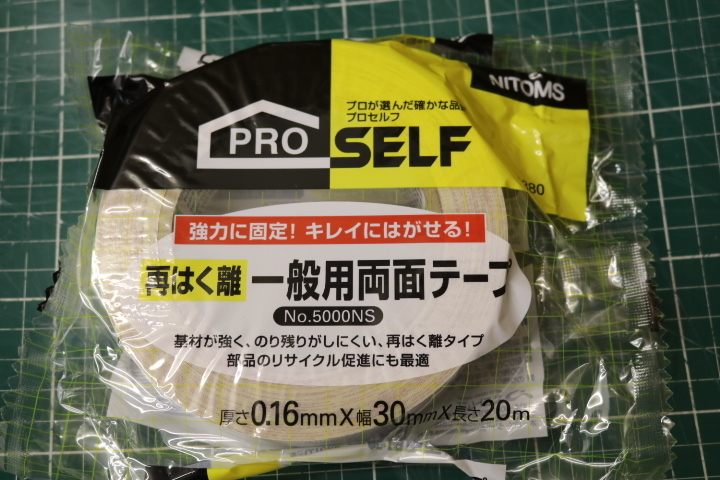 NITOMS
プロが選んだ確かな品
プロセルフ
PRO SELF
380
強力に固定!キレイにはがせる!
再はく離 一般用両面テープ
No.5000NS
基材が強く、のり残りがしにくい、再はく離タイプ
部品のリサイクル促進にも最適
厚さ0.16mm×幅30mm×長さ20m